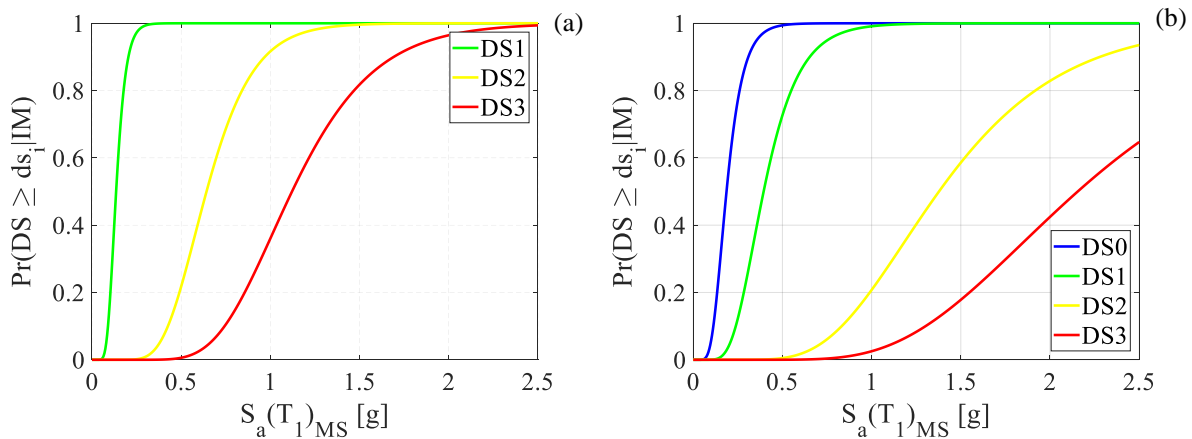 (a)
1
0.8
0.6
0.4
0.2
0
0 0.5 1 1.5 2 2.5
Pr(DS ≥ ds_i|IM)
S_a(T_1)_MS [g]
DS1
DS2
DS3
(b)
1
0.8
0.6
0.4
0.2
0
0 0.5 1 1.5 2 2.5
Pr(DS ≥ ds_i|IM)
S_a(T_1)_MS [g]
DS0
DS1
DS2
DS3